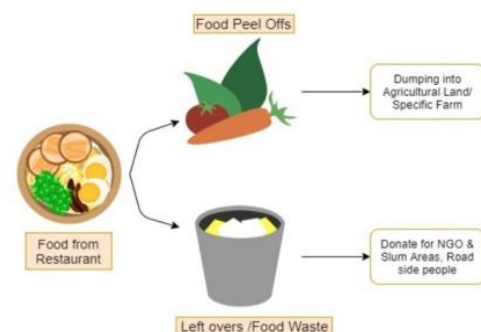 Food Peel Offs
Dumping into
Agricultural Land/
Specific Farm
Food from
Restaurant
Donate for NGO &
Slum Areas, Road
side people
Left overs /Food Waste